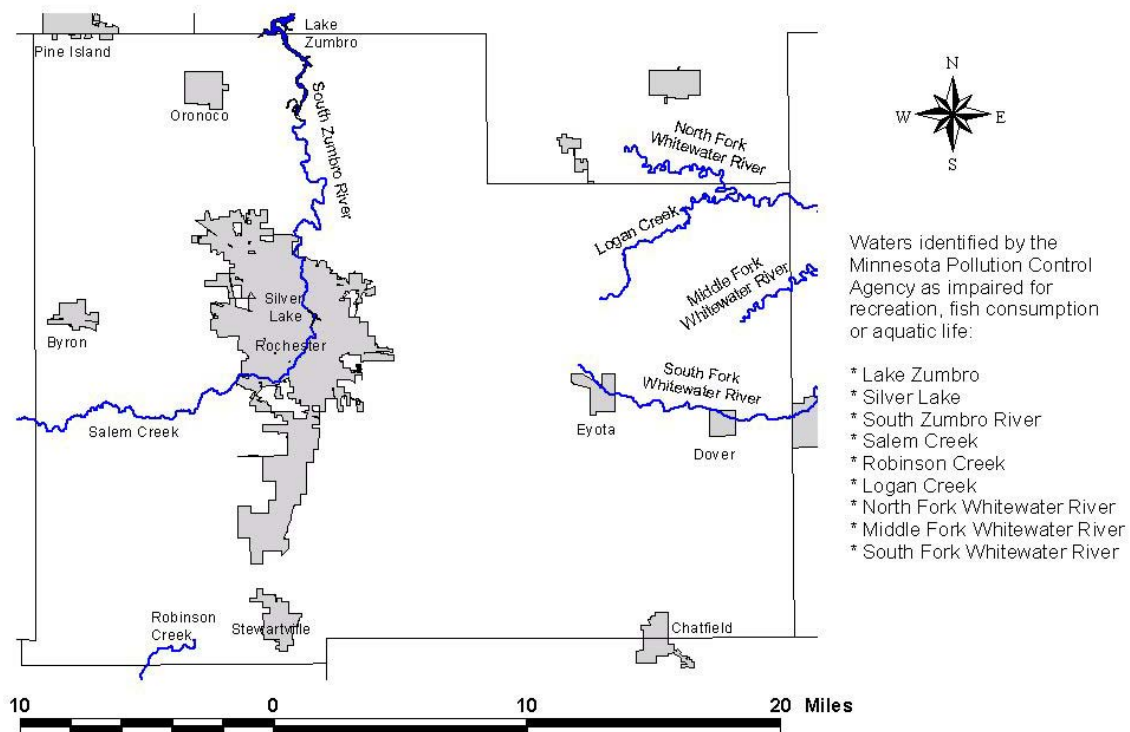 Lake
Zumbro
Pine Island
Oronoco
South Zumbro River
North Fork
Whitewater River
Logan Creek
Middle Fork
Whitewater River
Silver
Lake
Rochester
Byron
Salem Creek
South Fork
Whitewater River
Eyota
Dover
Robinson
Creek
Stewartville
Chatfield
N
W E
S
Waters identified by the
Minnesota Pollution Control
Agency as impaired for
recreation, fish consumption
or aquatic life:
* Lake Zumbro
* Silver Lake
* South Zumbro River
* Salem Creek
* Robinson Creek
* Logan Creek
* North Fork Whitewater River
* Middle Fork Whitewater River
* South Fork Whitewater River
10 0 10 20 Miles